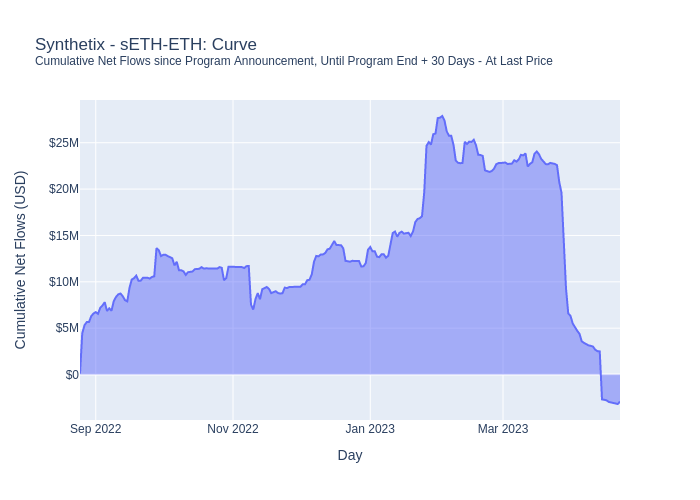 Synthetix - sETH-ETH: Curve
Cumulative Net Flows since Program Announcement, Until Program End + 30 Days - At Last Price
Cumulative Net Flows (USD)
$25M
$20M
$15M
$10M
$5M
$0
Sep 2022
Nov 2022
Jan 2023
Mar 2023
Day